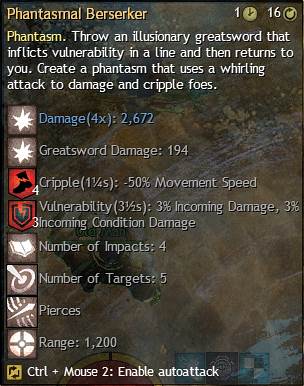 Phantasmal Berserker 1 16
Phantasm. Throw an illusionary greatsword that
inflicts vulnerability in a line and then returns to
you. Create a phantasm that uses a whirling
attack to damage and cripple foes.
Damage(4x): 2,672
Greatsword Damage: 194
4 Cripple(1¼s): -50% Movement Speed
Vulnerability(3½s): 3% Incoming Damage, 3%
3 Incoming Condition Damage
Number of Impacts: 4
Number of Targets: 5
Pierces
Range: 1,200
Ctrl + Mouse 2: Enable autoattack